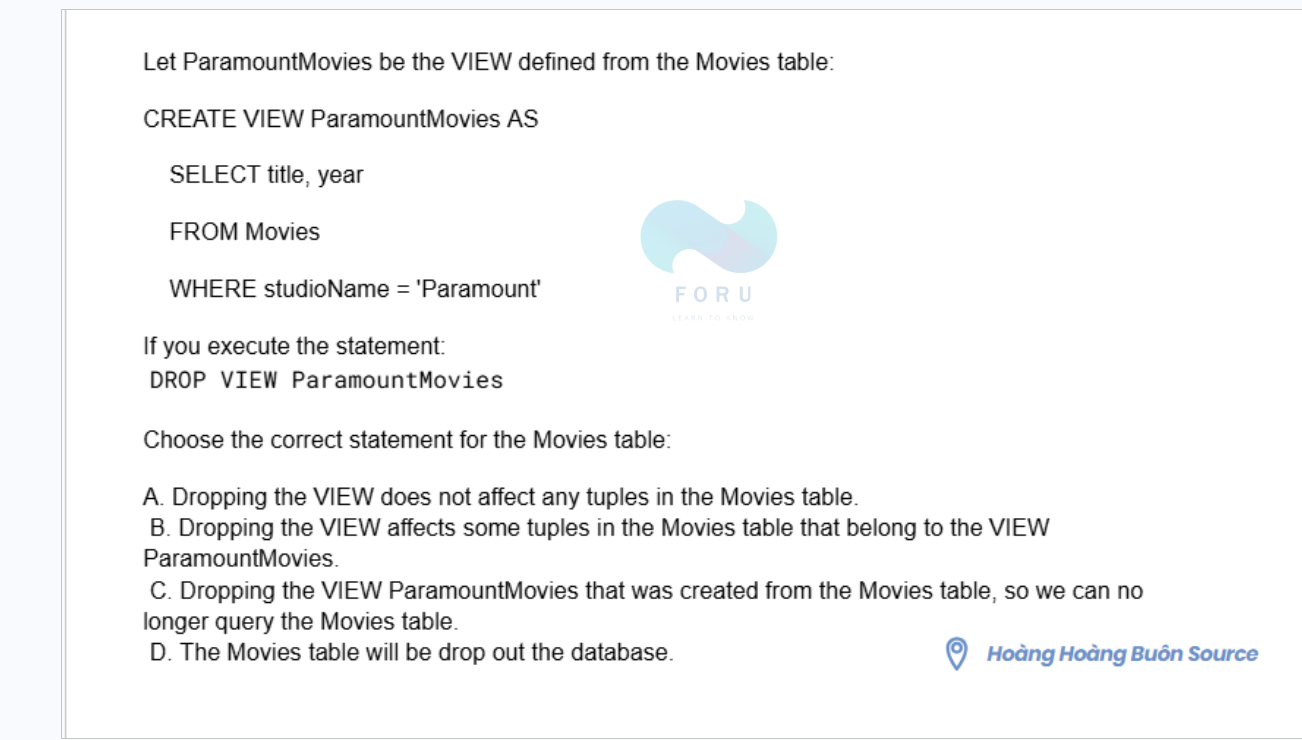 Let ParamountMovies be the VIEW defined from the Movies table:
CREATE VIEW ParamountMovies AS
SELECT title, year
FROM Movies
WHERE studioName = 'Paramount'
FORU
LEARN TO KNOW
If you execute the statement:
DROP VIEW ParamountMovies
Choose the correct statement for the Movies table:
A. Dropping the VIEW does not affect any tuples in the Movies table.
B. Dropping the VIEW affects some tuples in the Movies table that belong to the VIEW
ParamountMovies.
C. Dropping the VIEW ParamountMovies that was created from the Movies table, so we can no
longer query the Movies table.
D. The Movies table will be drop out the database.
Hoàng Hoàng Buôn Source